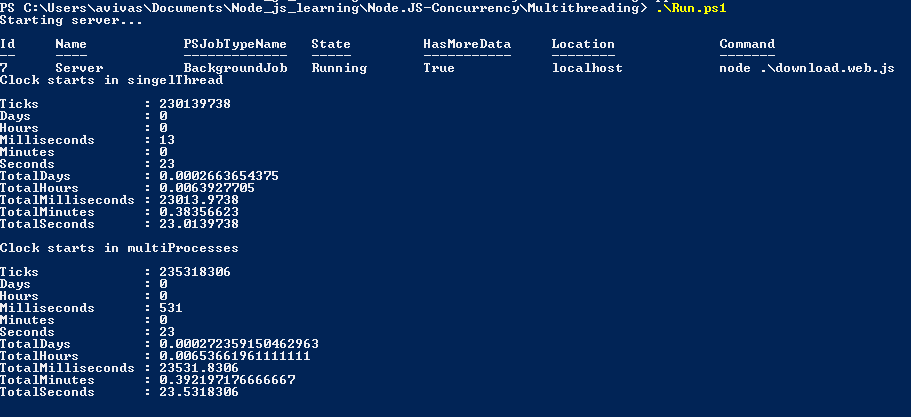 PS C:\Users\avivas\Documents\Node_js_learning\Node.JS-Concurrency\Multithreading> .\Run.ps1
Starting server...
Id Name PSJobTypeName State HasMoreData Location Command
-- ---- ------------- ----- ----------- -------- -------
7 Server BackgroundJob Running True localhost node .\download.web.js
Clock starts in singelThread
Ticks : 230139738
Days : 0
Hours : 0
Milliseconds : 13
Minutes : 0
Seconds : 23
TotalDays : 0.0002663654375
TotalHours : 0.0063927705
TotalMilliseconds : 23013.9738
TotalMinutes : 0.38356623
TotalSeconds : 23.0139738
Clock starts in multiProcesses
Ticks : 235318306
Days : 0
Hours : 0
Milliseconds : 531
Minutes : 0
Seconds : 23
TotalDays : 0.000272359150462963
TotalHours : 0.00653661961111111
TotalMilliseconds : 23531.8306
TotalMinutes : 0.392197176666667
TotalSeconds : 23.5318306